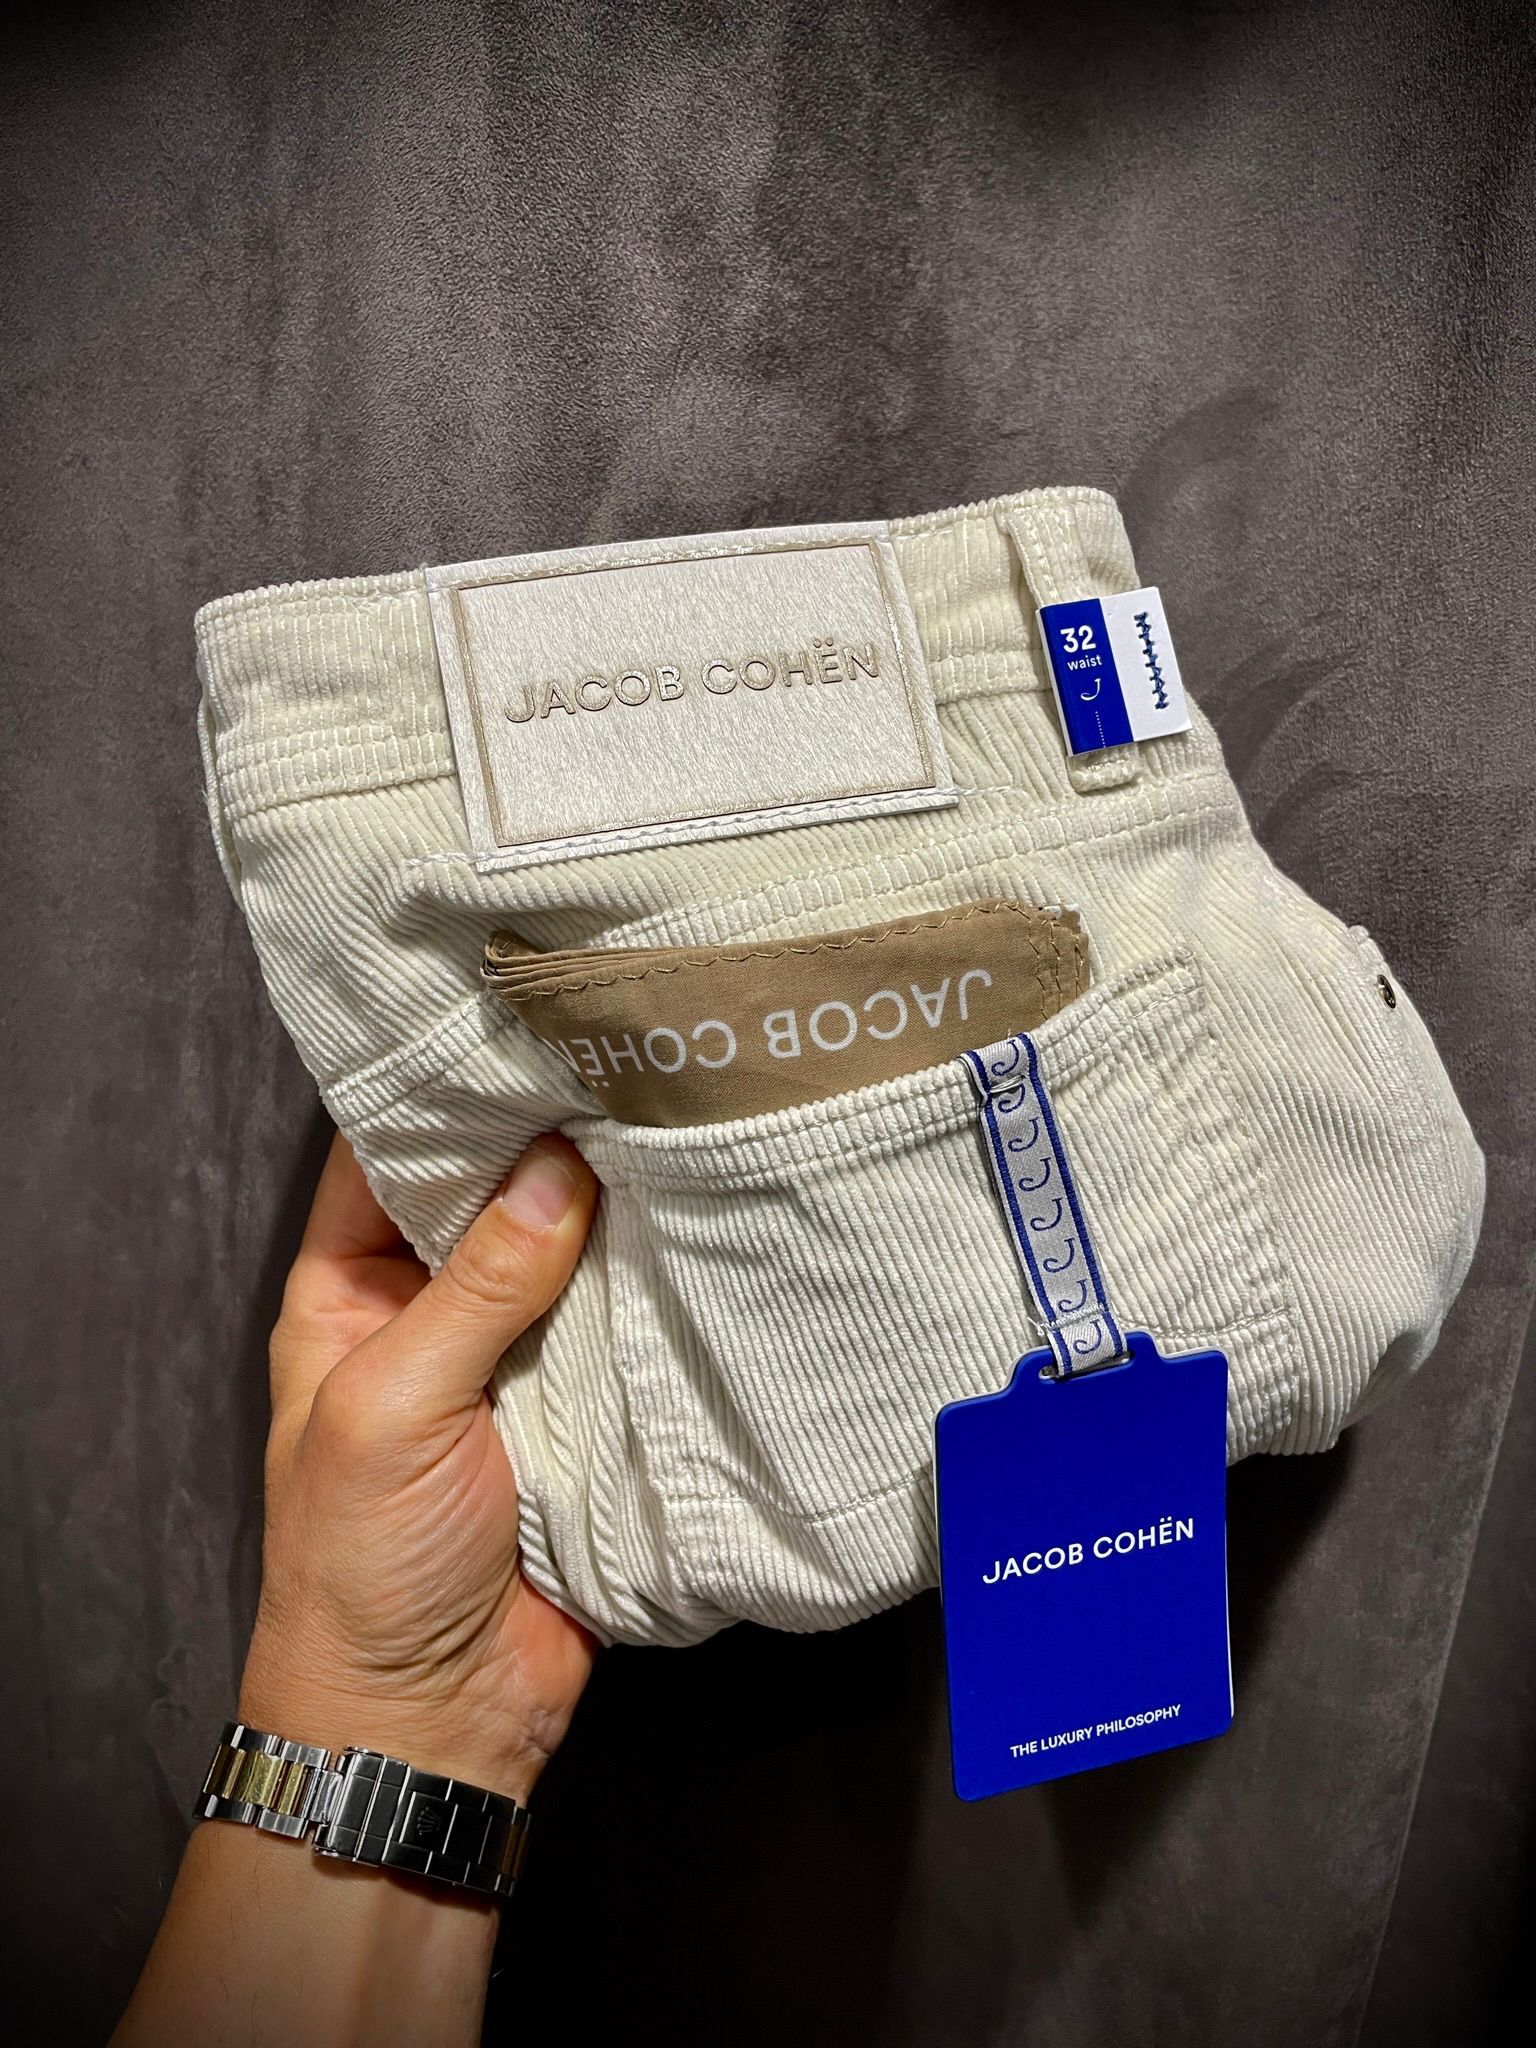 JACOB COHËN
32
waist
JACOB COHËN
JACOB COHËN
THE LUXURY PHILOSOPHY